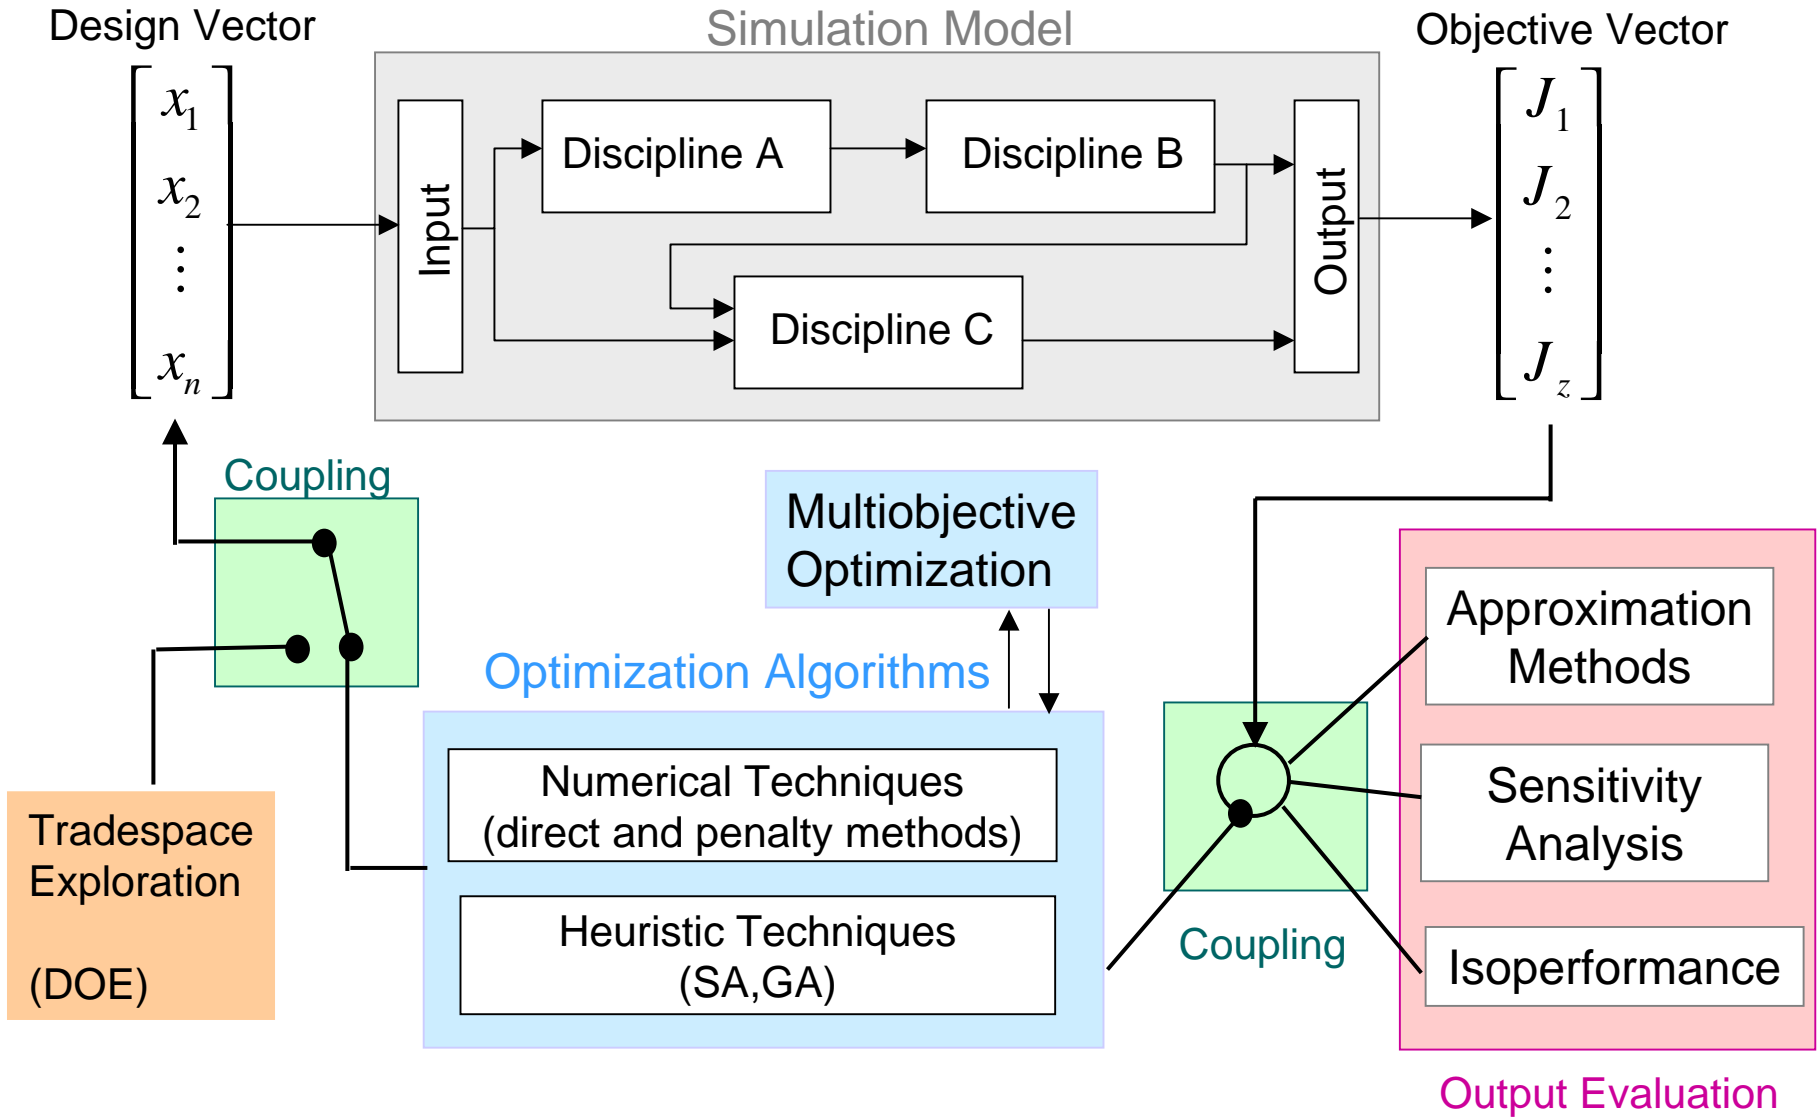 Design Vector
Simulation Model
Objective Vector
x1
x2
⋮
xn
Input
Discipline A
Discipline B
Discipline C
Output
J1
J2
⋮
Jz
Coupling
Multiobjective
Optimization
Optimization Algorithms
Numerical Techniques
(direct and penalty methods)
Heuristic Techniques
(SA,GA)
Tradespace
Exploration
(DOE)
Coupling
Approximation
Methods
Sensitivity
Analysis
Isoperformance
Output Evaluation